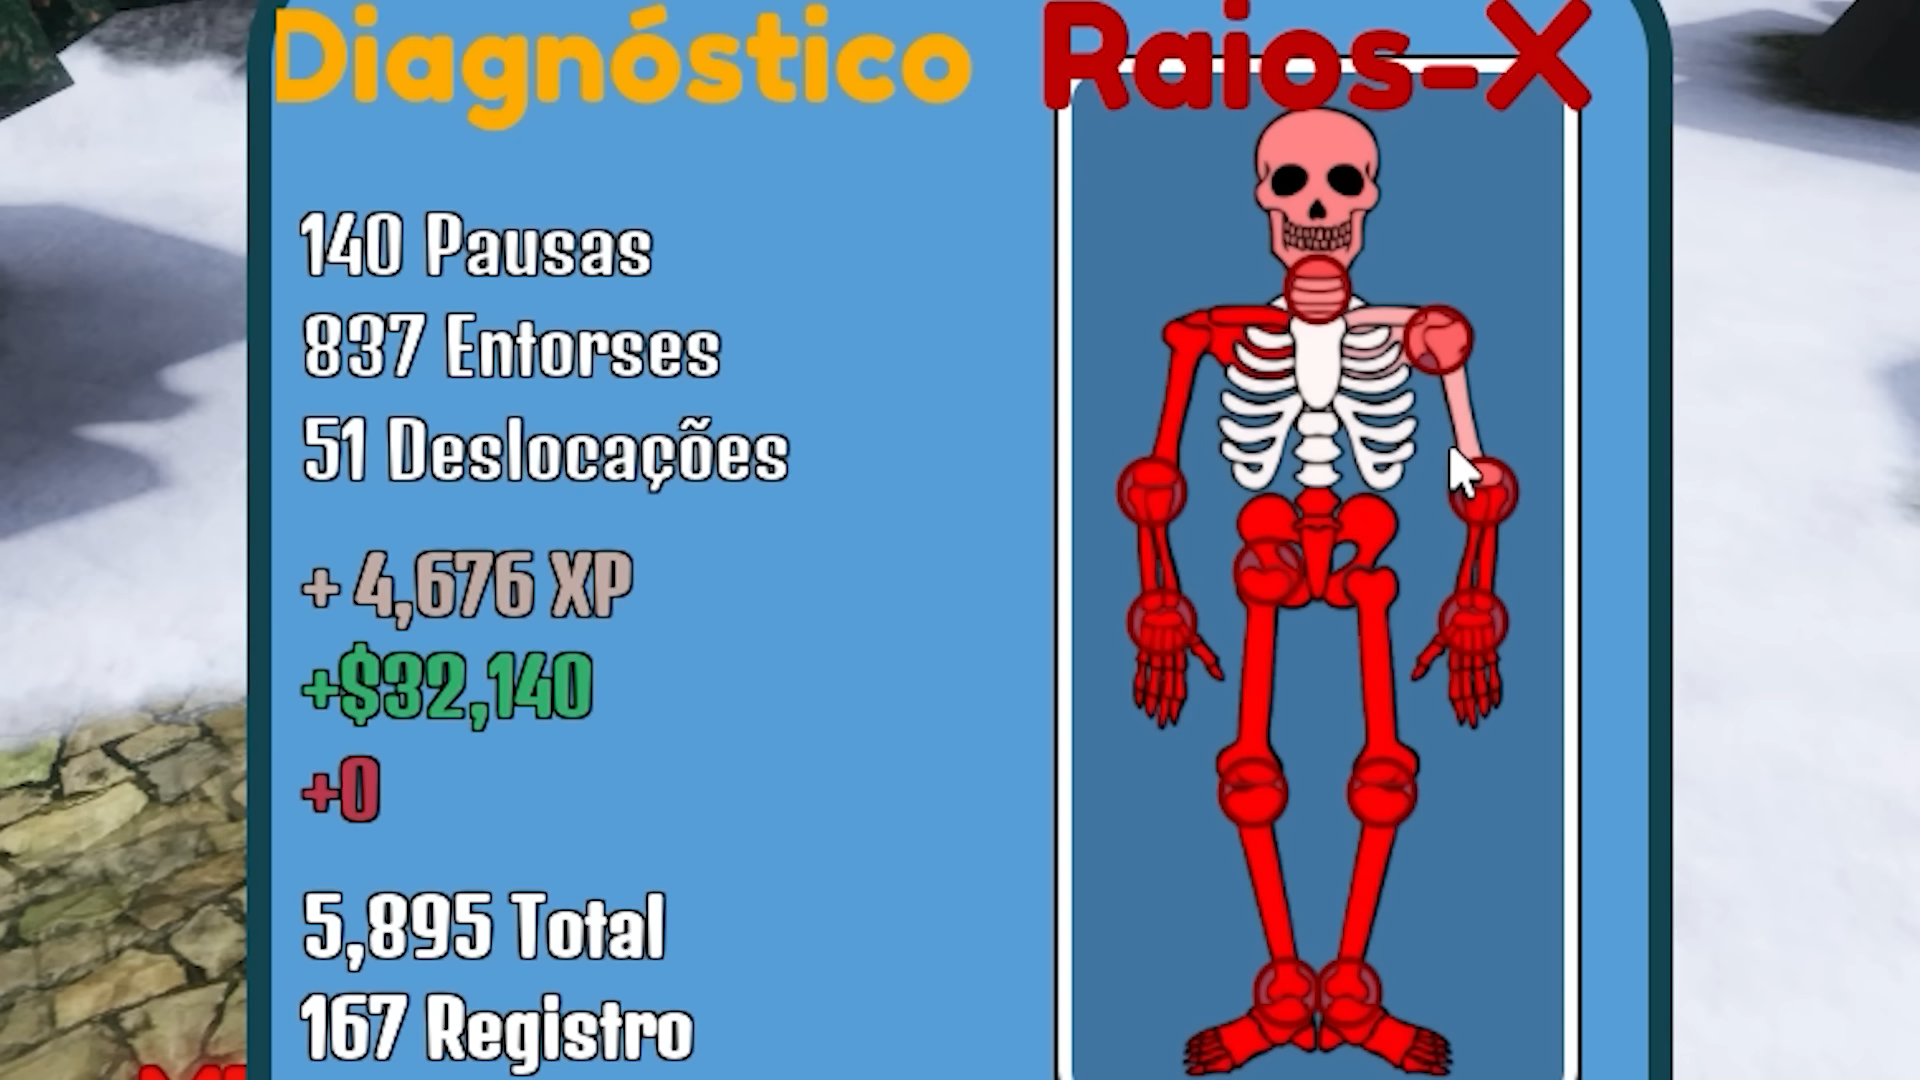 Diagnóstico
Raios-X
140 Pausas
837 Entorses
51 Deslocações
+ 4,676 XP
+$32,140
+0
5,895 Total
167 Registro